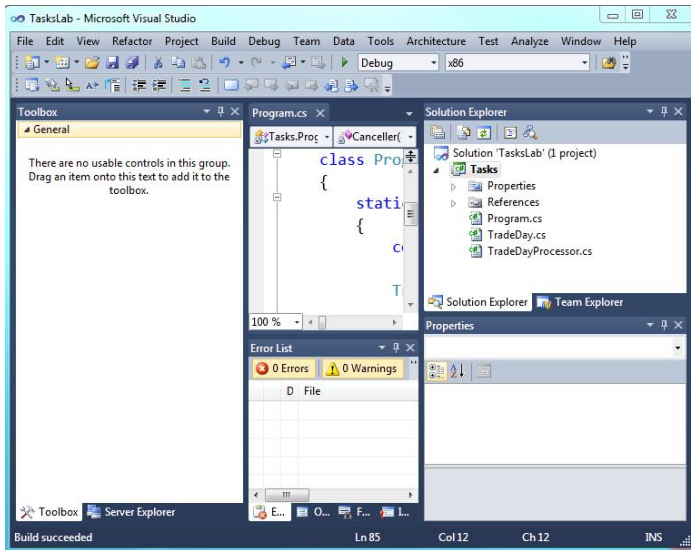 TasksLab - Microsoft Visual Studio
File Edit View Refactor Project Build Debug Team Data Tools Architecture Test Analyze Window Help
Debug x86
Toolbox
General
There are no usable controls in this group.
Drag an item onto this text to add it to the
toolbox.
Toolbox Server Explorer
Program.cs
Tasks.Prog Canceller(
class Pro
{
stati
{
100 %
Error List
0 Errors 0 Warnings
D File
E... O... F... I...
Solution Explorer
Solution 'TasksLab' (1 project)
Tasks
Properties
References
Program.cs
TradeDay.cs
TradeDayProcessor.cs
Solution Explorer Team Explorer
Properties
Build succeeded Ln 85 Col 12 Ch 12 INS